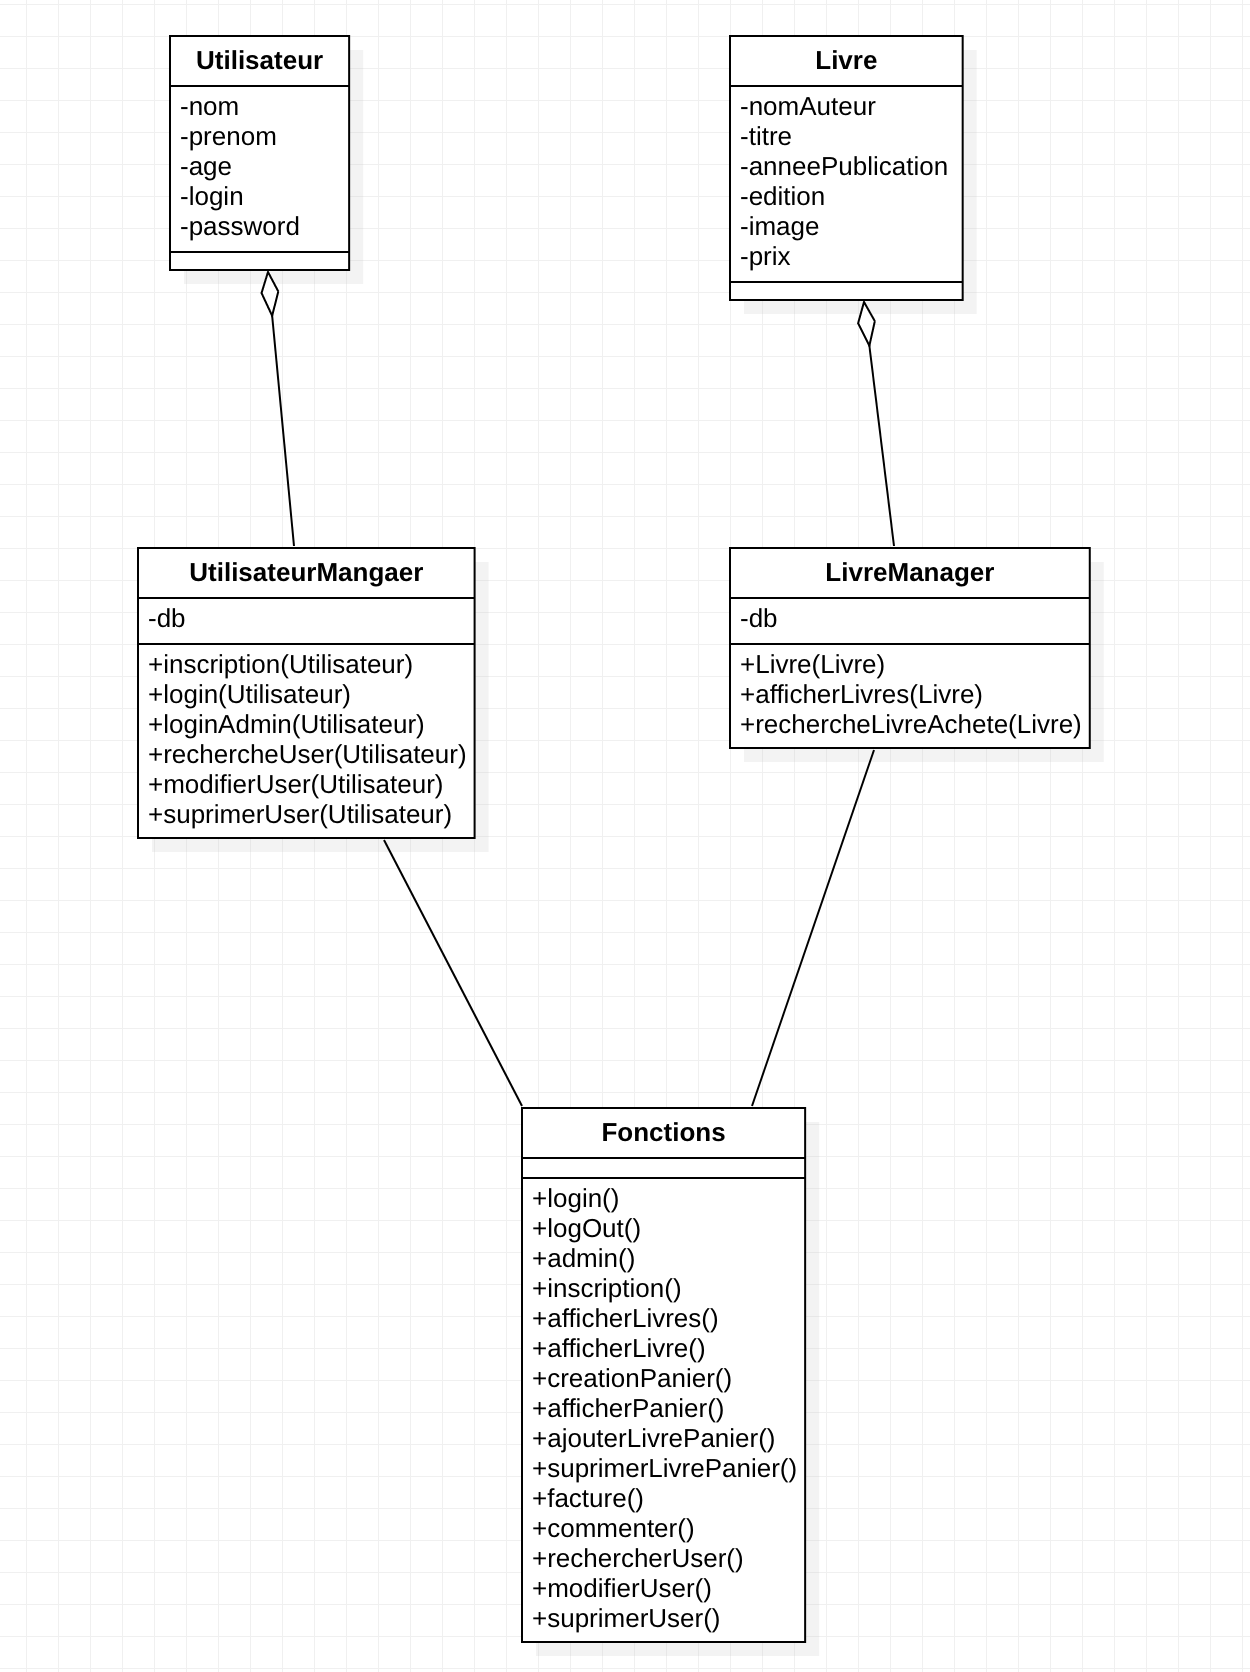 Utilisateur
-nom
-prenom
-age
-login
-password
Livre
-nomAuteur
-titre
-anneePublication
-edition
-image
-prix
UtilisateurMangaer
-db
+inscription(Utilisateur)
+login(Utilisateur)
+loginAdmin(Utilisateur)
+rechercheUser(Utilisateur)
+modifierUser(Utilisateur)
+suprimerUser(Utilisateur)
LivreManager
-db
+Livre(Livre)
+afficherLivres(Livre)
+rechercheLivreAchete(Livre)
Fonctions
+login()
+logOut()
+admin()
+inscription()
+afficherLivres()
+afficherLivre()
+creationPanier()
+afficherPanier()
+ajouterLivrePanier()
+suprimerLivrePanier()
+facture()
+commenter()
+rechercherUser()
+modifierUser()
+suprimerUser()